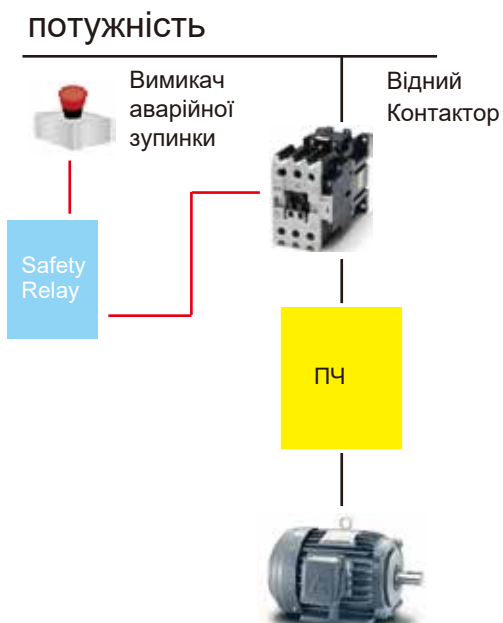 потужність
Вимикач
аварійної
зупинки
Відний
Контактор
Safety
Relay
ПЧ